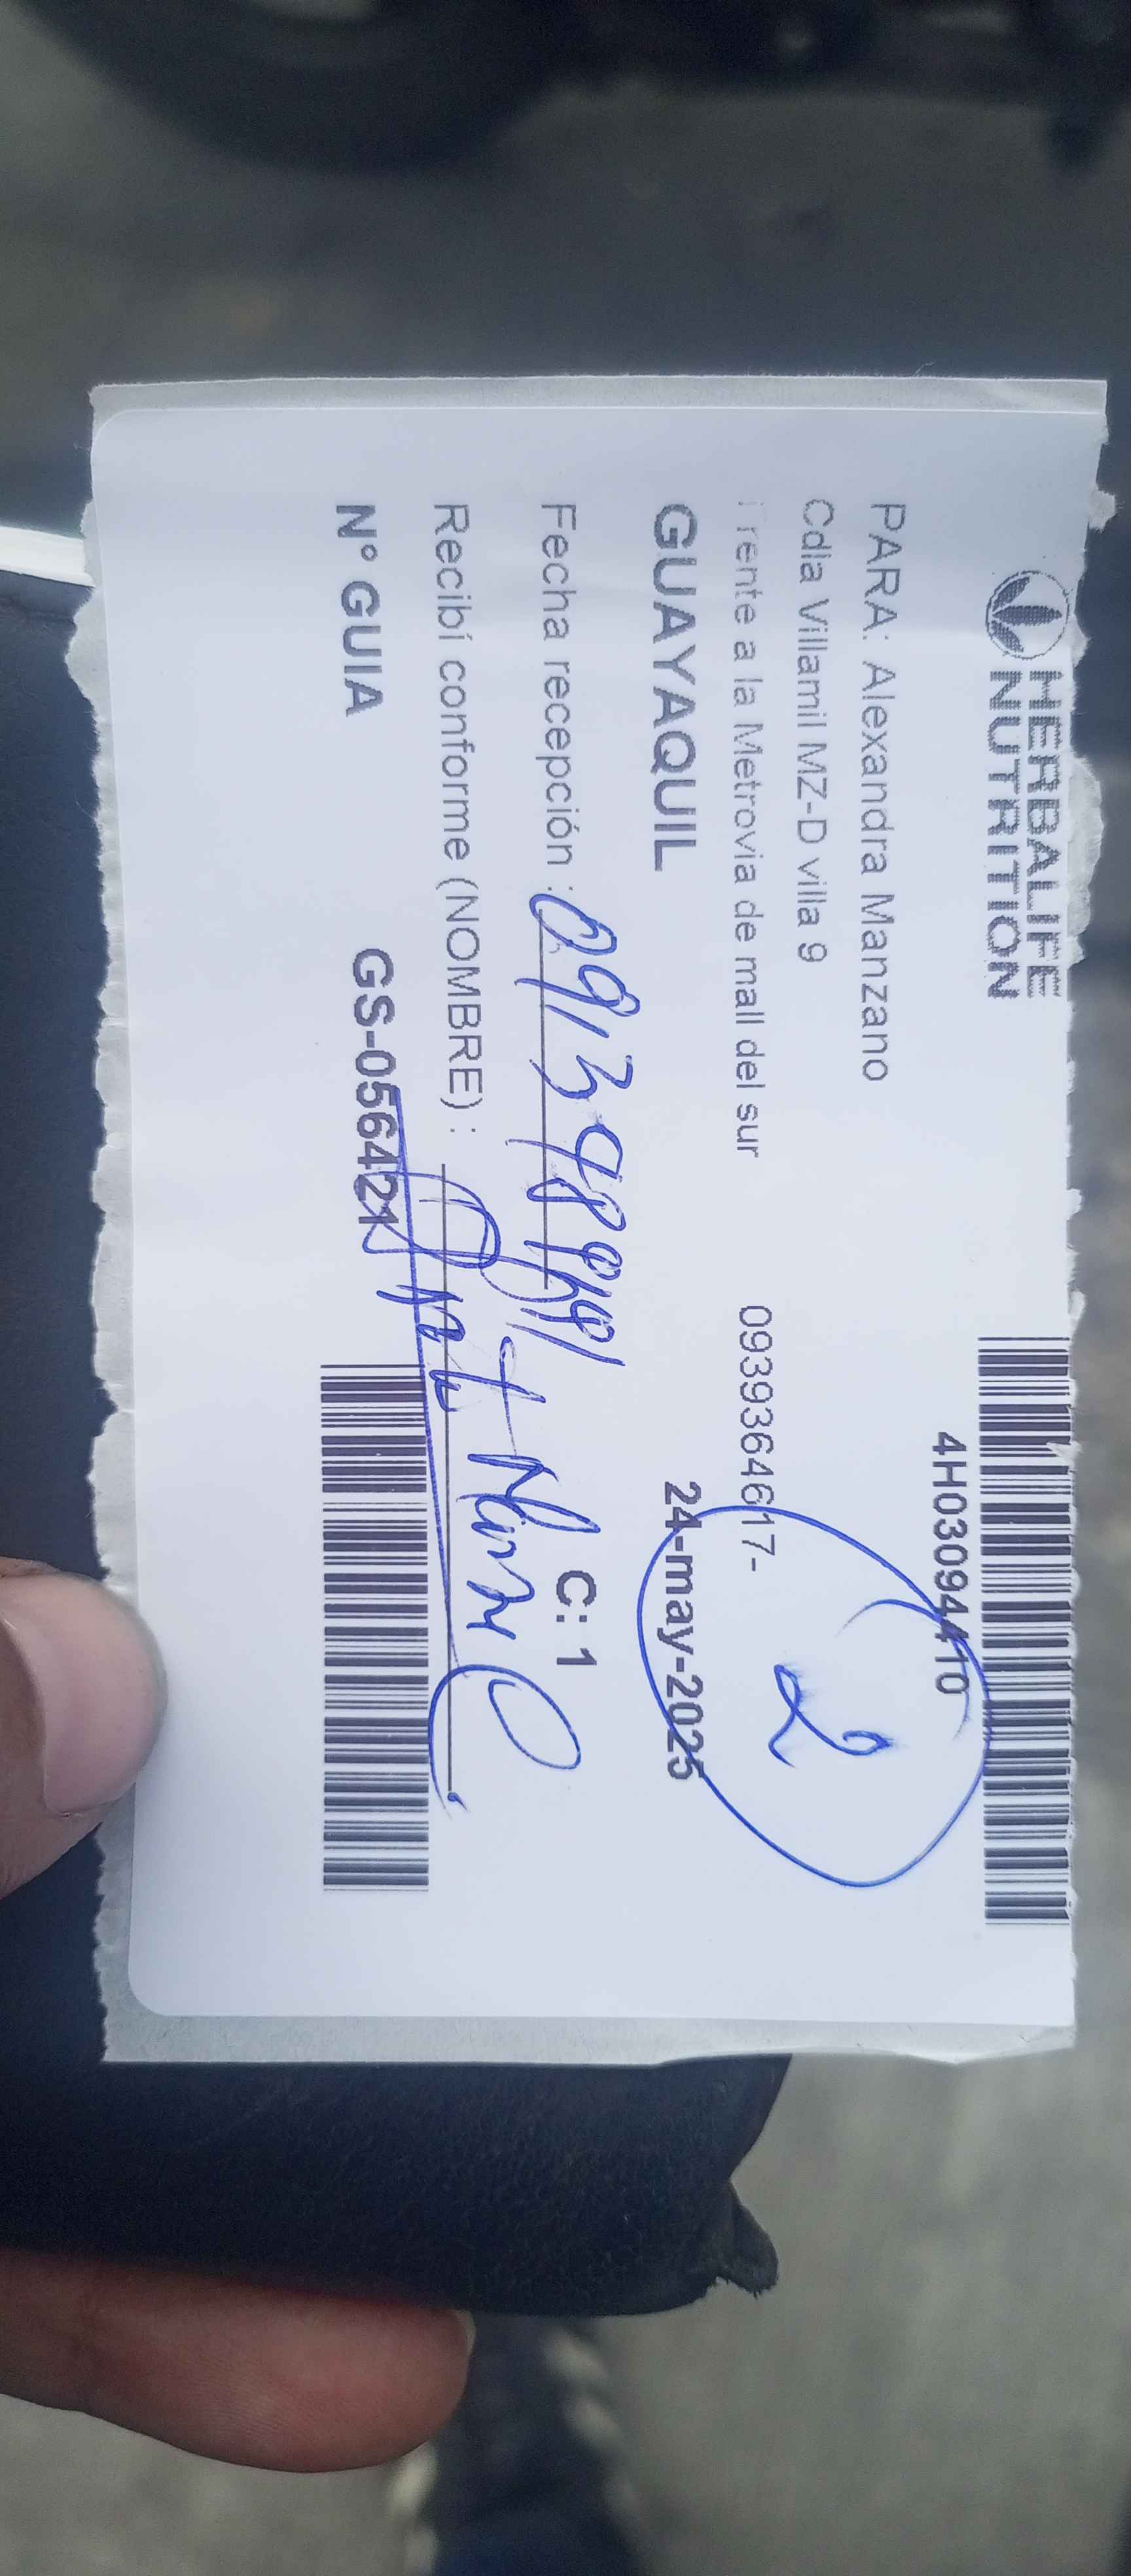 HERBALIFE
NUTRITION
4H03094410
PARA: Alexandra Manzano
Cdla Villamil MZ-D villa 9
Frente a la Metrovia de mall del sur 0939364617-
2
GUAYAQUIL 24-may-2025
Fecha recepción :
C: 1
Recibí conforme (NOMBRE) :
N° GUIA GS-056421